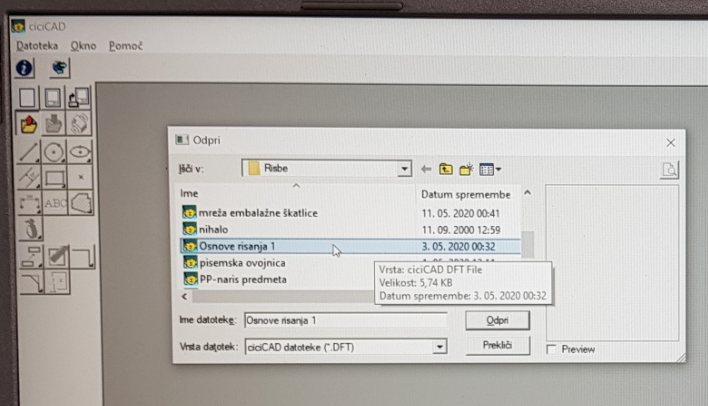 ciciCAD
Datoteka Okno Pomoč
ABC
Odpri
Išči v: Risbe
Ime Datum spremembe
mreža embalažne škatlice 11. 05. 2020 00:41
nihalo 11. 09. 2000 12:59
Osnove risanja 1 3. 05. 2020 00:32
pisemska ovojnica
PP-naris predmeta
Vrsta: ciciCAD DFT File
Velikost: 5,74 KB
Datum spremembe: 3. 05. 2020 00:32
Ime datoteke: Osnove risanja 1 Odpri
Vrsta datotek: ciciCAD datoteke (*.DFT) Prekliči
Preview